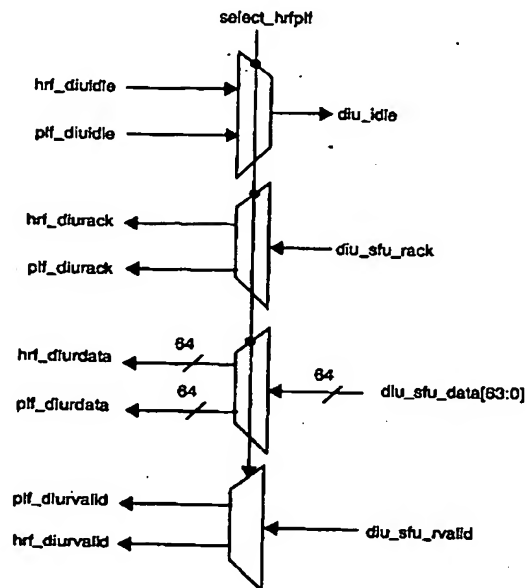 select_hrfplf
hrf_diuidle
plf_diuidle
diu_idle
hrf_diurack
plf_diurack
diu_sfu_rack
64
hrf_diurdata
64
64
plf_diurdata
diu_sfu_data[63:0]
plf_diurvalid
hrf_diurvalid
diu_sfu_rvalid